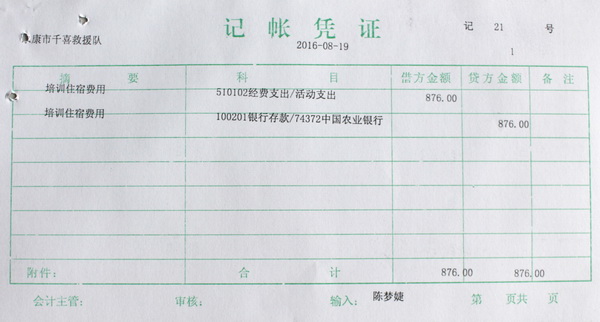 记帐凭证
记 21 号
康市千喜救援队
2016-08-19
1
摘要 科目 借方金额 贷方金额 备注
培训住宿费用 510102经费支出/活动支出 876.00
培训住宿费用 100201银行存款/74372中国农业银行 876.00
附件： 合计 876.00 876.00
会计主管： 审核： 输入： 陈梦婕 第 页共 页